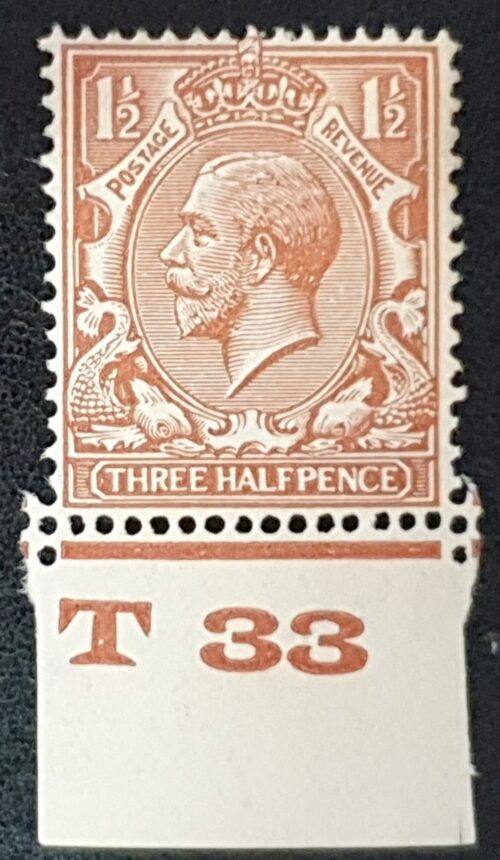 1½ 1½
POSTAGE REVENUE
THREE HALFPENCE
T 33